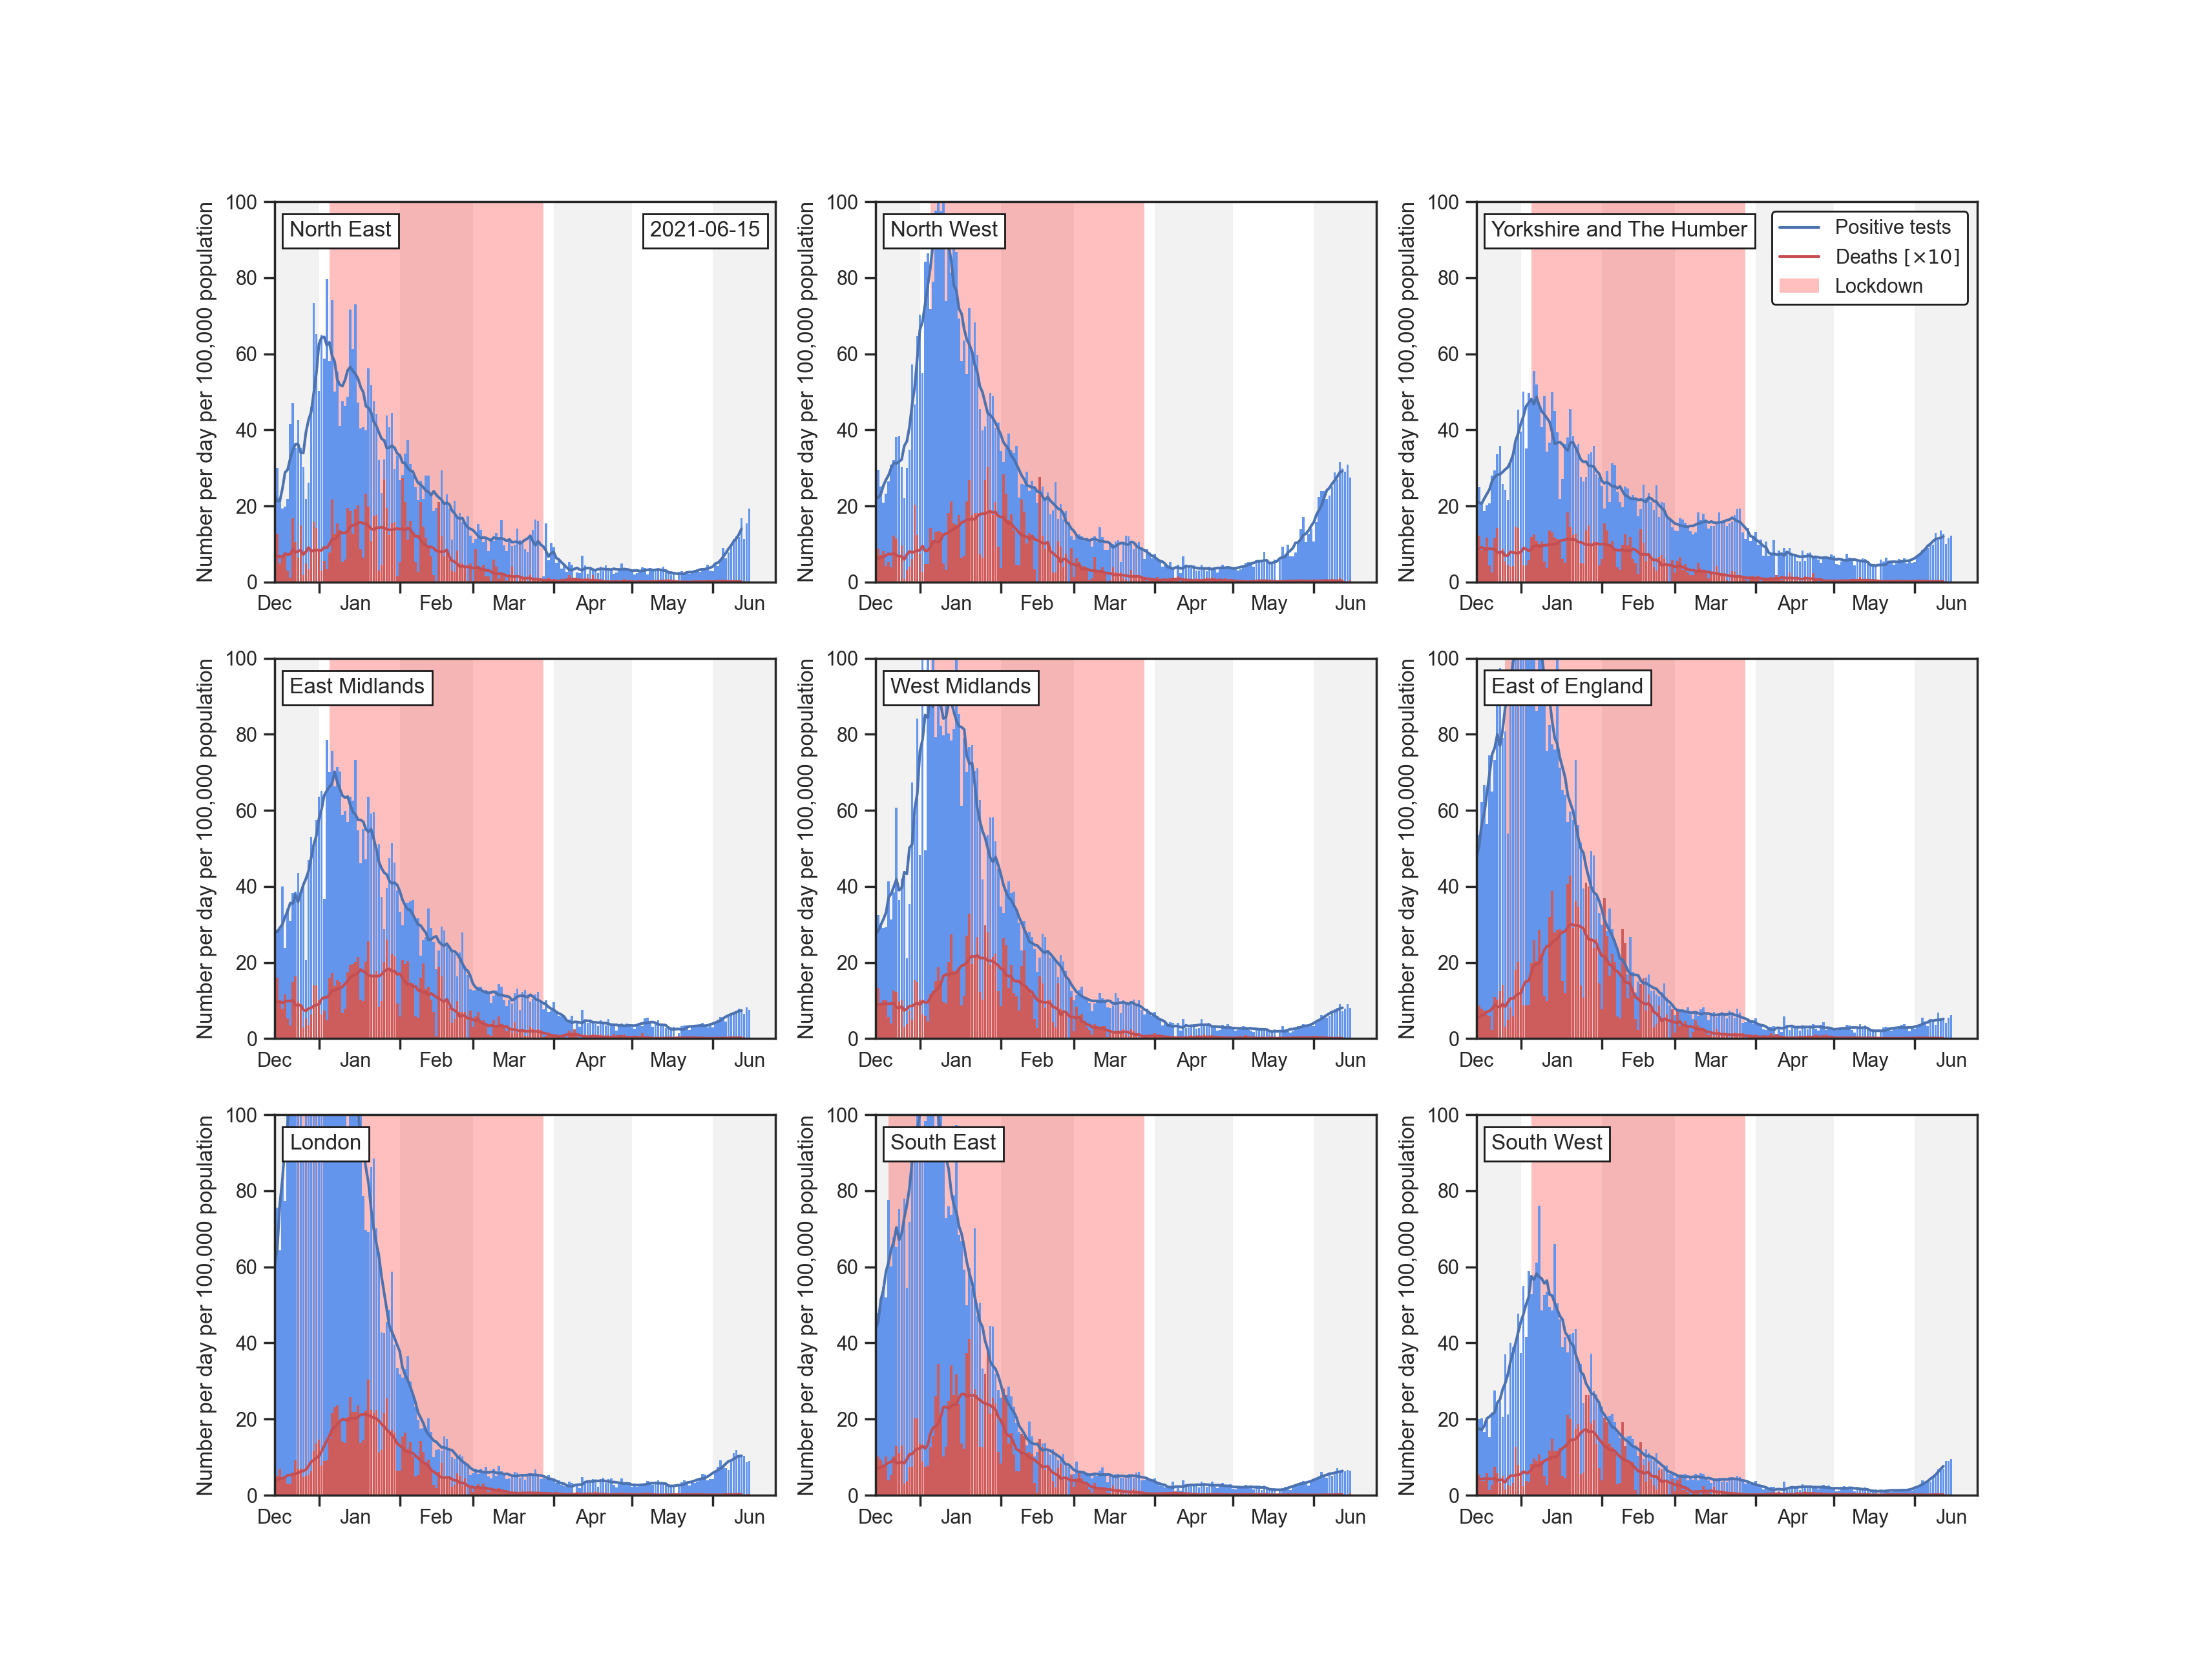 North East
2021-06-15
Number per day per 100,000 population
100
80
60
40
20
0
Dec Jan Feb Mar Apr May Jun
North West
Number per day per 100,000 population
100
80
60
40
20
0
Dec Jan Feb Mar Apr May Jun
Yorkshire and The Humber
Positive tests
Deaths [×10]
Lockdown
Number per day per 100,000 population
100
80
60
40
20
0
Dec Jan Feb Mar Apr May Jun
East Midlands
Number per day per 100,000 population
100
80
60
40
20
0
Dec Jan Feb Mar Apr May Jun
West Midlands
Number per day per 100,000 population
100
80
60
40
20
0
Dec Jan Feb Mar Apr May Jun
East of England
Number per day per 100,000 population
100
80
60
40
20
0
Dec Jan Feb Mar Apr May Jun
London
Number per day per 100,000 population
100
80
60
40
20
0
Dec Jan Feb Mar Apr May Jun
South East
Number per day per 100,000 population
100
80
60
40
20
0
Dec Jan Feb Mar Apr May Jun
South West
Number per day per 100,000 population
100
80
60
40
20
0
Dec Jan Feb Mar Apr May Jun